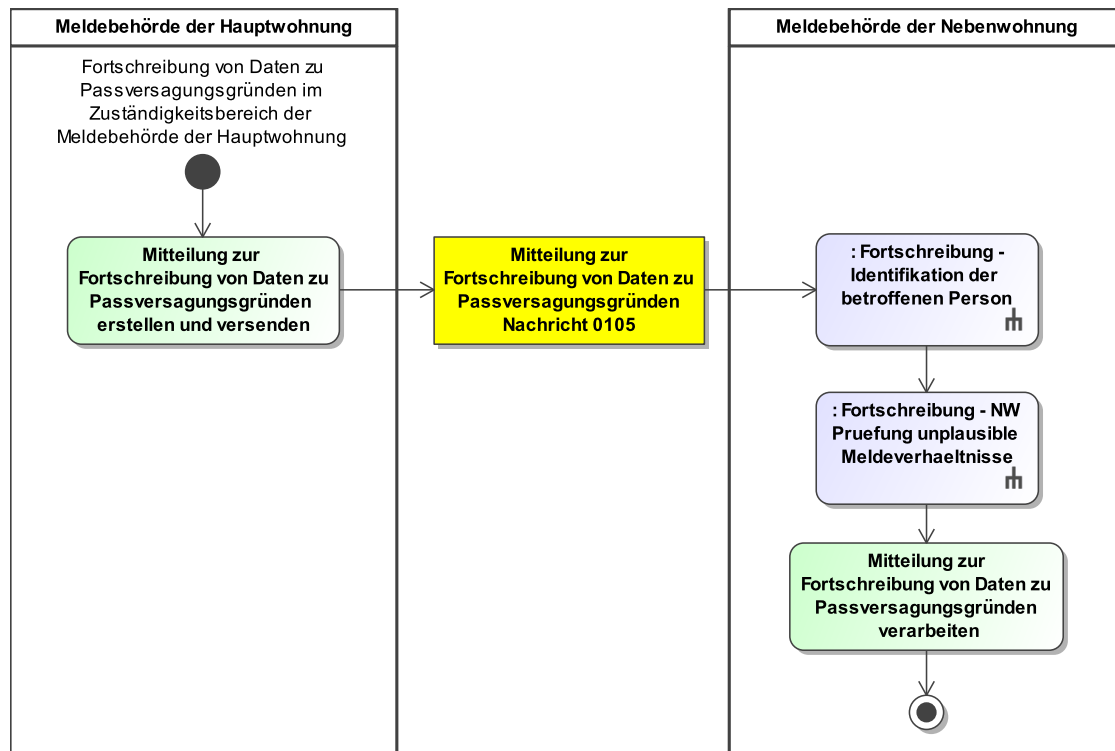 Meldebehörde der Hauptwohnung
Fortschreibung von Daten zu
Passversagungsgründen im
Zuständigkeitsbereich der
Meldebehörde der Hauptwohnung
Mitteilung zur
Fortschreibung von Daten zu
Passversagungsgründen
erstellen und versenden
Mitteilung zur
Fortschreibung von Daten zu
Passversagungsgründen
Nachricht 0105
Meldebehörde der Nebenwohnung
: Fortschreibung -
Identifikation der
betroffenen Person
: Fortschreibung - NW
Pruefung unplausible
Meldeverhaeltnisse
Mitteilung zur
Fortschreibung von Daten zu
Passversagungsgründen
verarbeiten